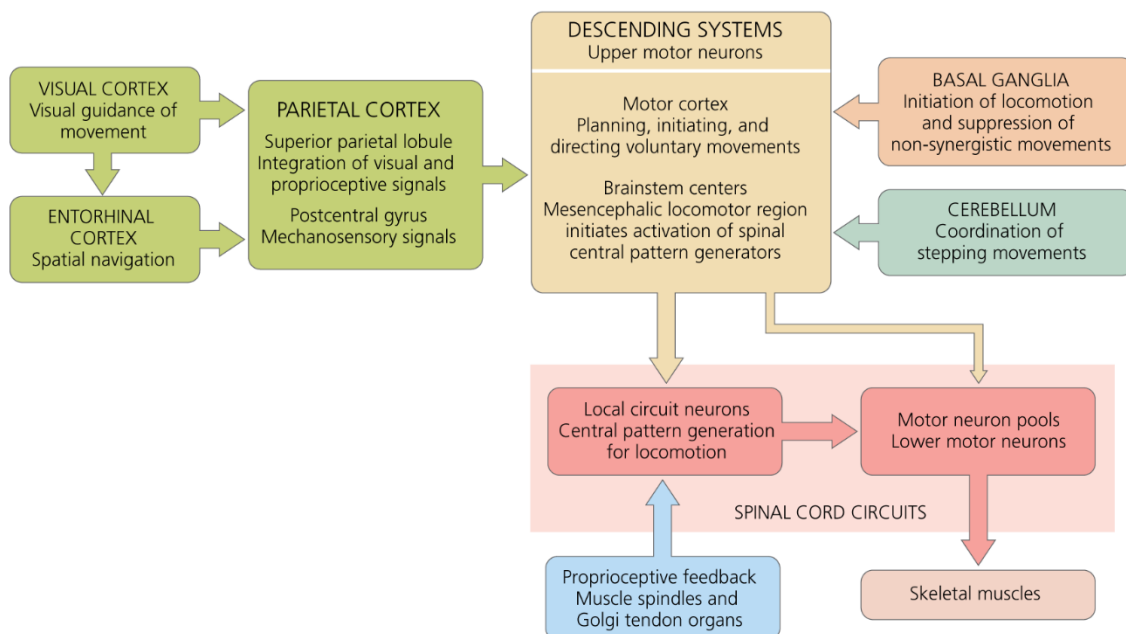 DESCENDING SYSTEMS
Upper motor neurons
Motor cortex
Planning, initiating, and
directing voluntary movements
Brainstem centers
Mesencephalic locomotor region
initiates activation of spinal
central pattern generators
VISUAL CORTEX
Visual guidance of
movement
ENTORHINAL
CORTEX
Spatial navigation
PARIETAL CORTEX
Superior parietal lobule
Integration of visual and
proprioceptive signals
Postcentral gyrus
Mechanosensory signals
BASAL GANGLIA
Initiation of locomotion
and suppression of
non-synergistic movements
CEREBELLUM
Coordination of
stepping movements
Local circuit neurons
Central pattern generation
for locomotion
Motor neuron pools
Lower motor neurons
SPINAL CORD CIRCUITS
Proprioceptive feedback
Muscle spindles and
Golgi tendon organs
Skeletal muscles